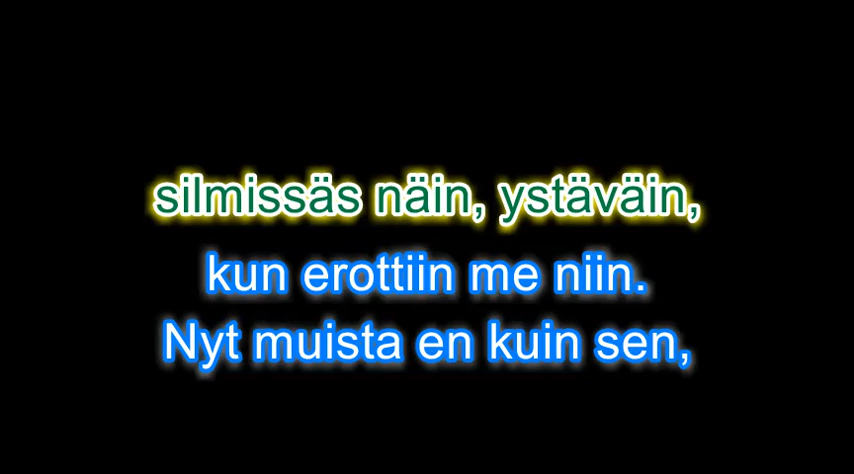 silmissäs näin, ystäväin,
kun erottiin me niin.
Nyt muista en kuin sen,